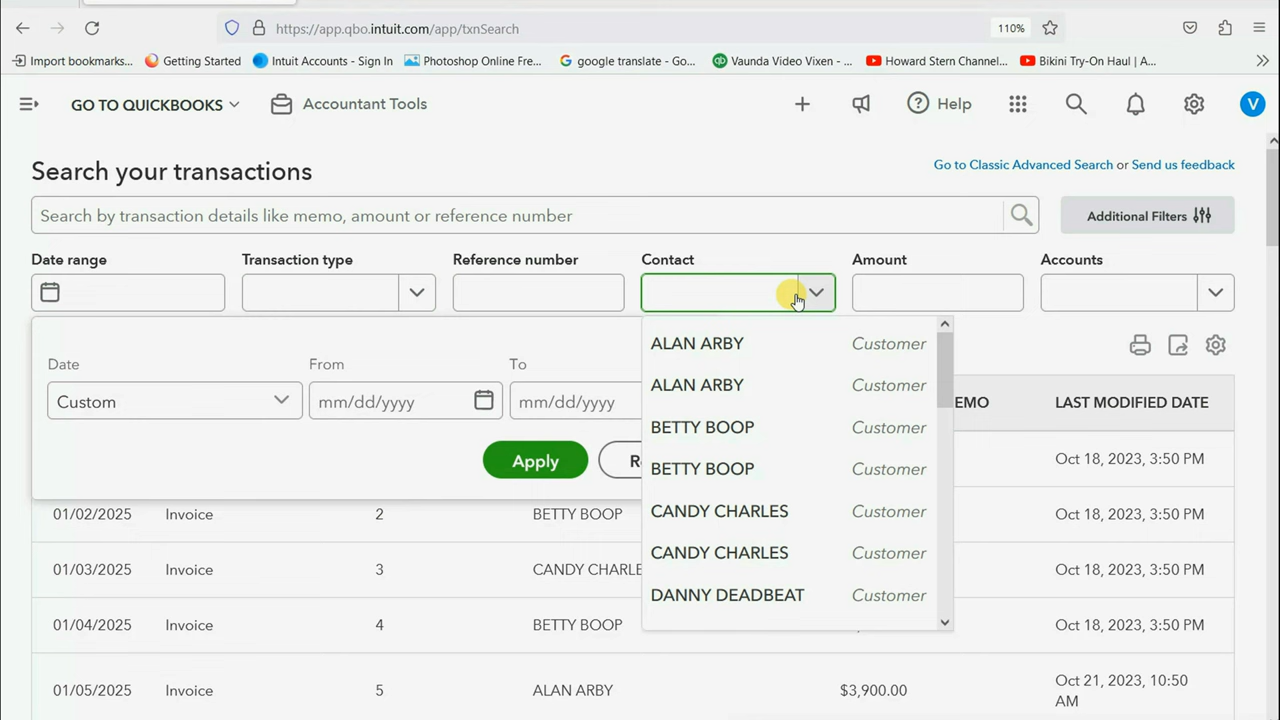 https://app.qbo.intuit.com/app/txnSearch
110%
Import bookmarks...
Getting Started
Intuit Accounts - Sign In
Photoshop Online Fre...
google translate - Go...
Vaunda Video Vixen - ...
Howard Stern Channel...
Bikini Try-On Haul | A...
GO TO QUICKBOOKS
Accountant Tools
Help
V
Search your transactions
Go to Classic Advanced Search or Send us feedback
Search by transaction details like memo, amount or reference number
Additional Filters
Date range
Transaction type
Reference number
Contact
Amount
Accounts
Date
From
To
Custom
mm/dd/yyyy
mm/dd/yyyy
Apply
ALAN ARBY Customer
ALAN ARBY Customer
BETTY BOOP Customer
BETTY BOOP Customer
CANDY CHARLES Customer
CANDY CHARLES Customer
DANNY DEADBEAT Customer
EMO
LAST MODIFIED DATE
Oct 18, 2023, 3:50 PM
01/02/2025 Invoice 2 BETTY BOOP Oct 18, 2023, 3:50 PM
01/03/2025 Invoice 3 CANDY CHARLE Oct 18, 2023, 3:50 PM
01/04/2025 Invoice 4 BETTY BOOP Oct 18, 2023, 3:50 PM
01/05/2025 Invoice 5 ALAN ARBY $3,900.00 Oct 21, 2023, 10:50
AM